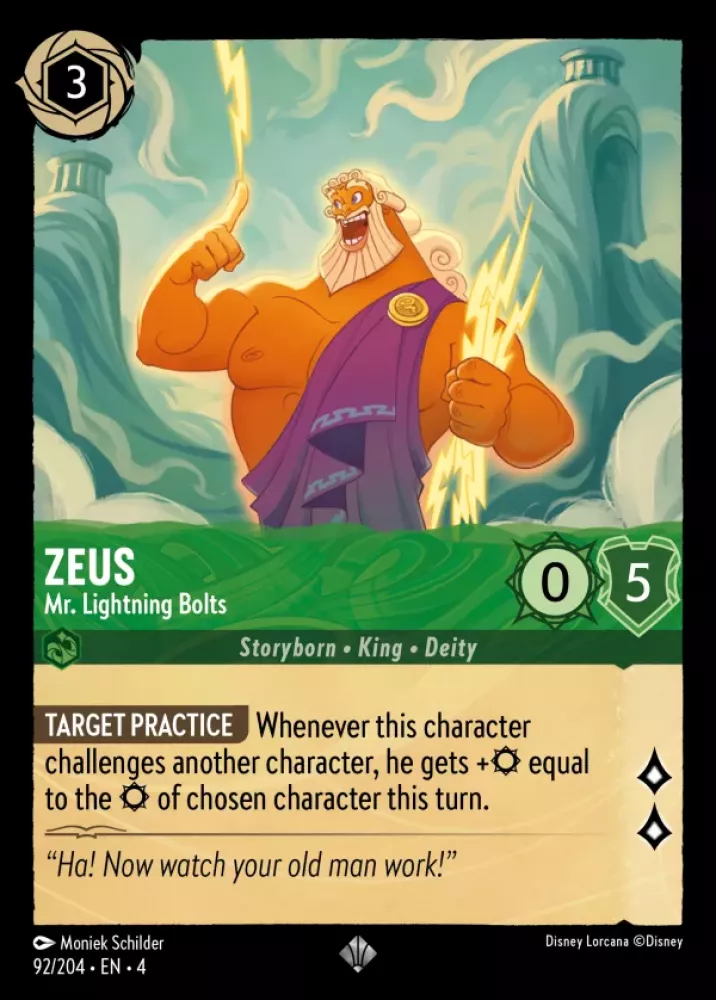 3
ZEUS
Mr. Lightning Bolts
0
5
Storyborn • King • Deity
TARGET PRACTICE Whenever this character
challenges another character, he gets + equal
to the of chosen character this turn.
“Ha! Now watch your old man work!”
Moniek Schilder
Disney Lorcana ©Disney
92/204 • EN • 4